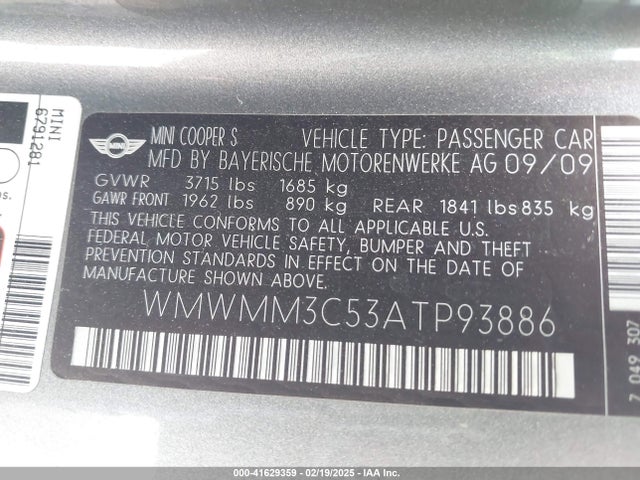 MINI
6791281
ns.
MINI
MINI COOPER S VEHICLE TYPE: PASSENGER CAR
MFD BY BAYERISCHE MOTORENWERKE AG 09/09
GVWR 3715 lbs 1685 kg
GAWR FRONT 1962 lbs 890 kg REAR 1841 lbs 835 kg
THIS VEHICLE CONFORMS TO ALL APPLICABLE U.S.
FEDERAL MOTOR VEHICLE SAFETY, BUMPER AND THEFT
PREVENTION STANDARDS IN EFFECT ON THE DATE OF
MANUFACTURE SHOWN ABOVE.
WMWMM3C53ATP93886
7 049 307
000-41629359 - 02/19/2025 - IAA Inc.